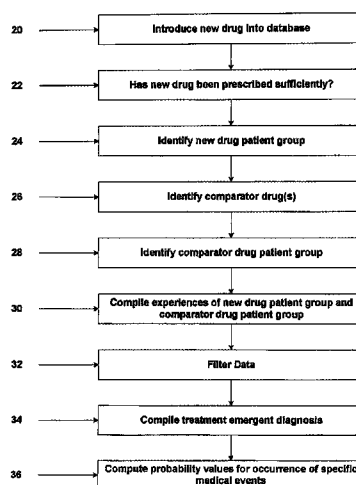 20 Introduce new drug into database
22 Has new drug been prescribed sufficiently?
24 Identify new drug patient group
26 Identify comparator drug(s)
28 Identify comparator drug patient group
30 Compile experiences of new drug patient group and
comparator drug patient group
32 Filter Data
34 Compile treatment emergent diagnosis
36 Compute probability values for occurrence of specific
medical events